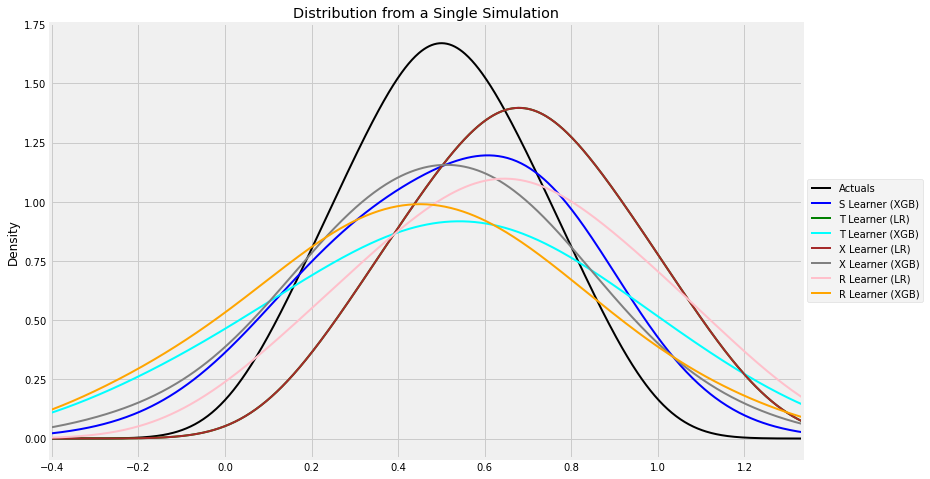 Distribution from a Single Simulation
1.75
1.50
1.25
1.00
0.75
0.50
0.25
0.00
Density
−0.4
−0.2
0.0
0.2
0.4
0.6
0.8
1.0
1.2
Actuals
S Learner (XGB)
T Learner (LR)
T Learner (XGB)
X Learner (LR)
X Learner (XGB)
R Learner (LR)
R Learner (XGB)